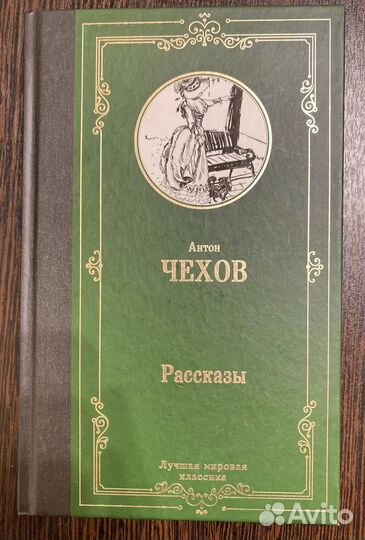 Антон
ЧЕХОВ
Рассказы
Лучшая мировая
классика
Avito